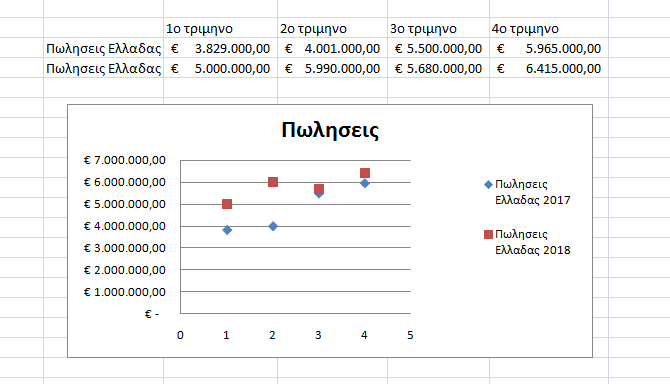 1ο τριμηνο 2ο τριμηνο 3ο τριμηνο 4ο τριμηνο
Πωλησεις Ελλαδας € 3.829.000,00 € 4.001.000,00 € 5.500.000,00 € 5.965.000,00
Πωλησεις Ελλαδας € 5.000.000,00 € 5.990.000,00 € 5.680.000,00 € 6.415.000,00
Πωλησεις
€ 7.000.000,00
€ 6.000.000,00
€ 5.000.000,00
€ 4.000.000,00
€ 3.000.000,00
€ 2.000.000,00
€ 1.000.000,00
€ -
0 1 2 3 4 5
Πωλησεις
Ελλαδας 2017
Πωλησεις
Ελλαδας 2018